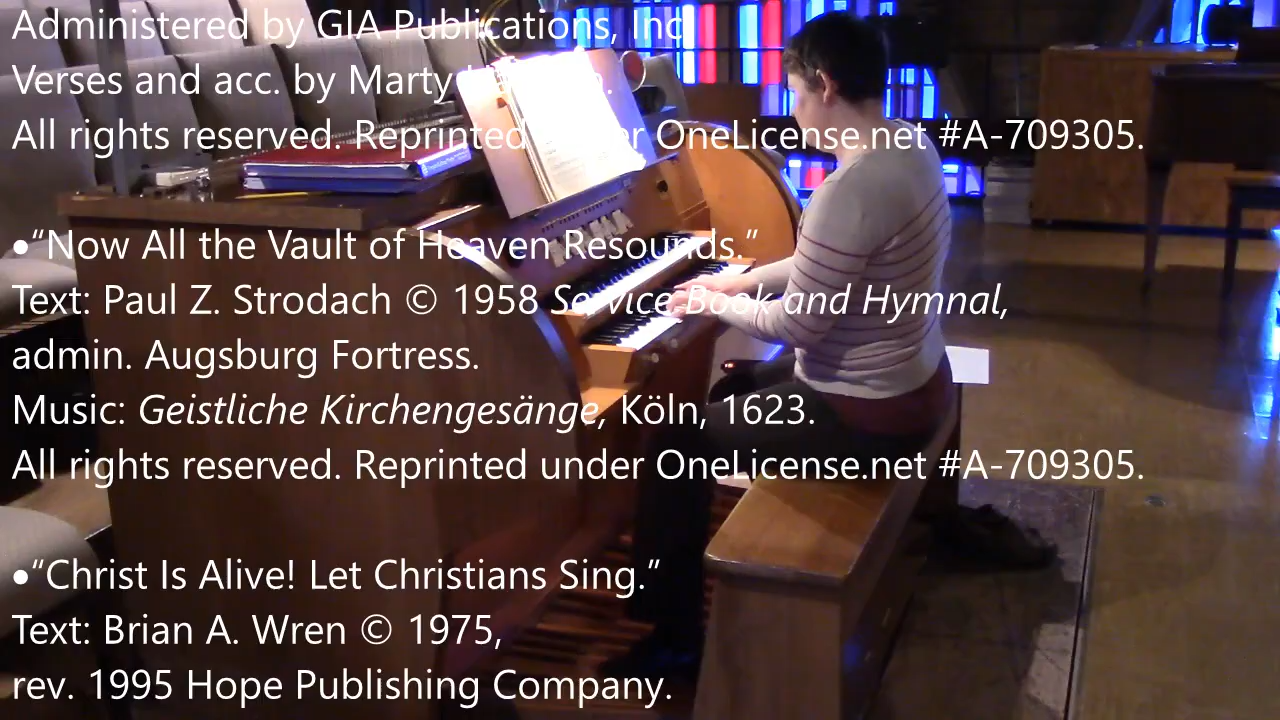 Administered by GIA Publications, Inc.
Verses and acc. by Marty
All rights reserved. Reprinted under OneLicense.net #A-709305.
•“Now All the Vault of Heaven Resounds.”
Text: Paul Z. Strodach © 1958 Service Book and Hymnal,
admin. Augsburg Fortress.
Music: Geistliche Kirchengesänge, Köln, 1623.
All rights reserved. Reprinted under OneLicense.net #A-709305.
•“Christ Is Alive! Let Christians Sing.”
Text: Brian A. Wren © 1975,
rev. 1995 Hope Publishing Company.